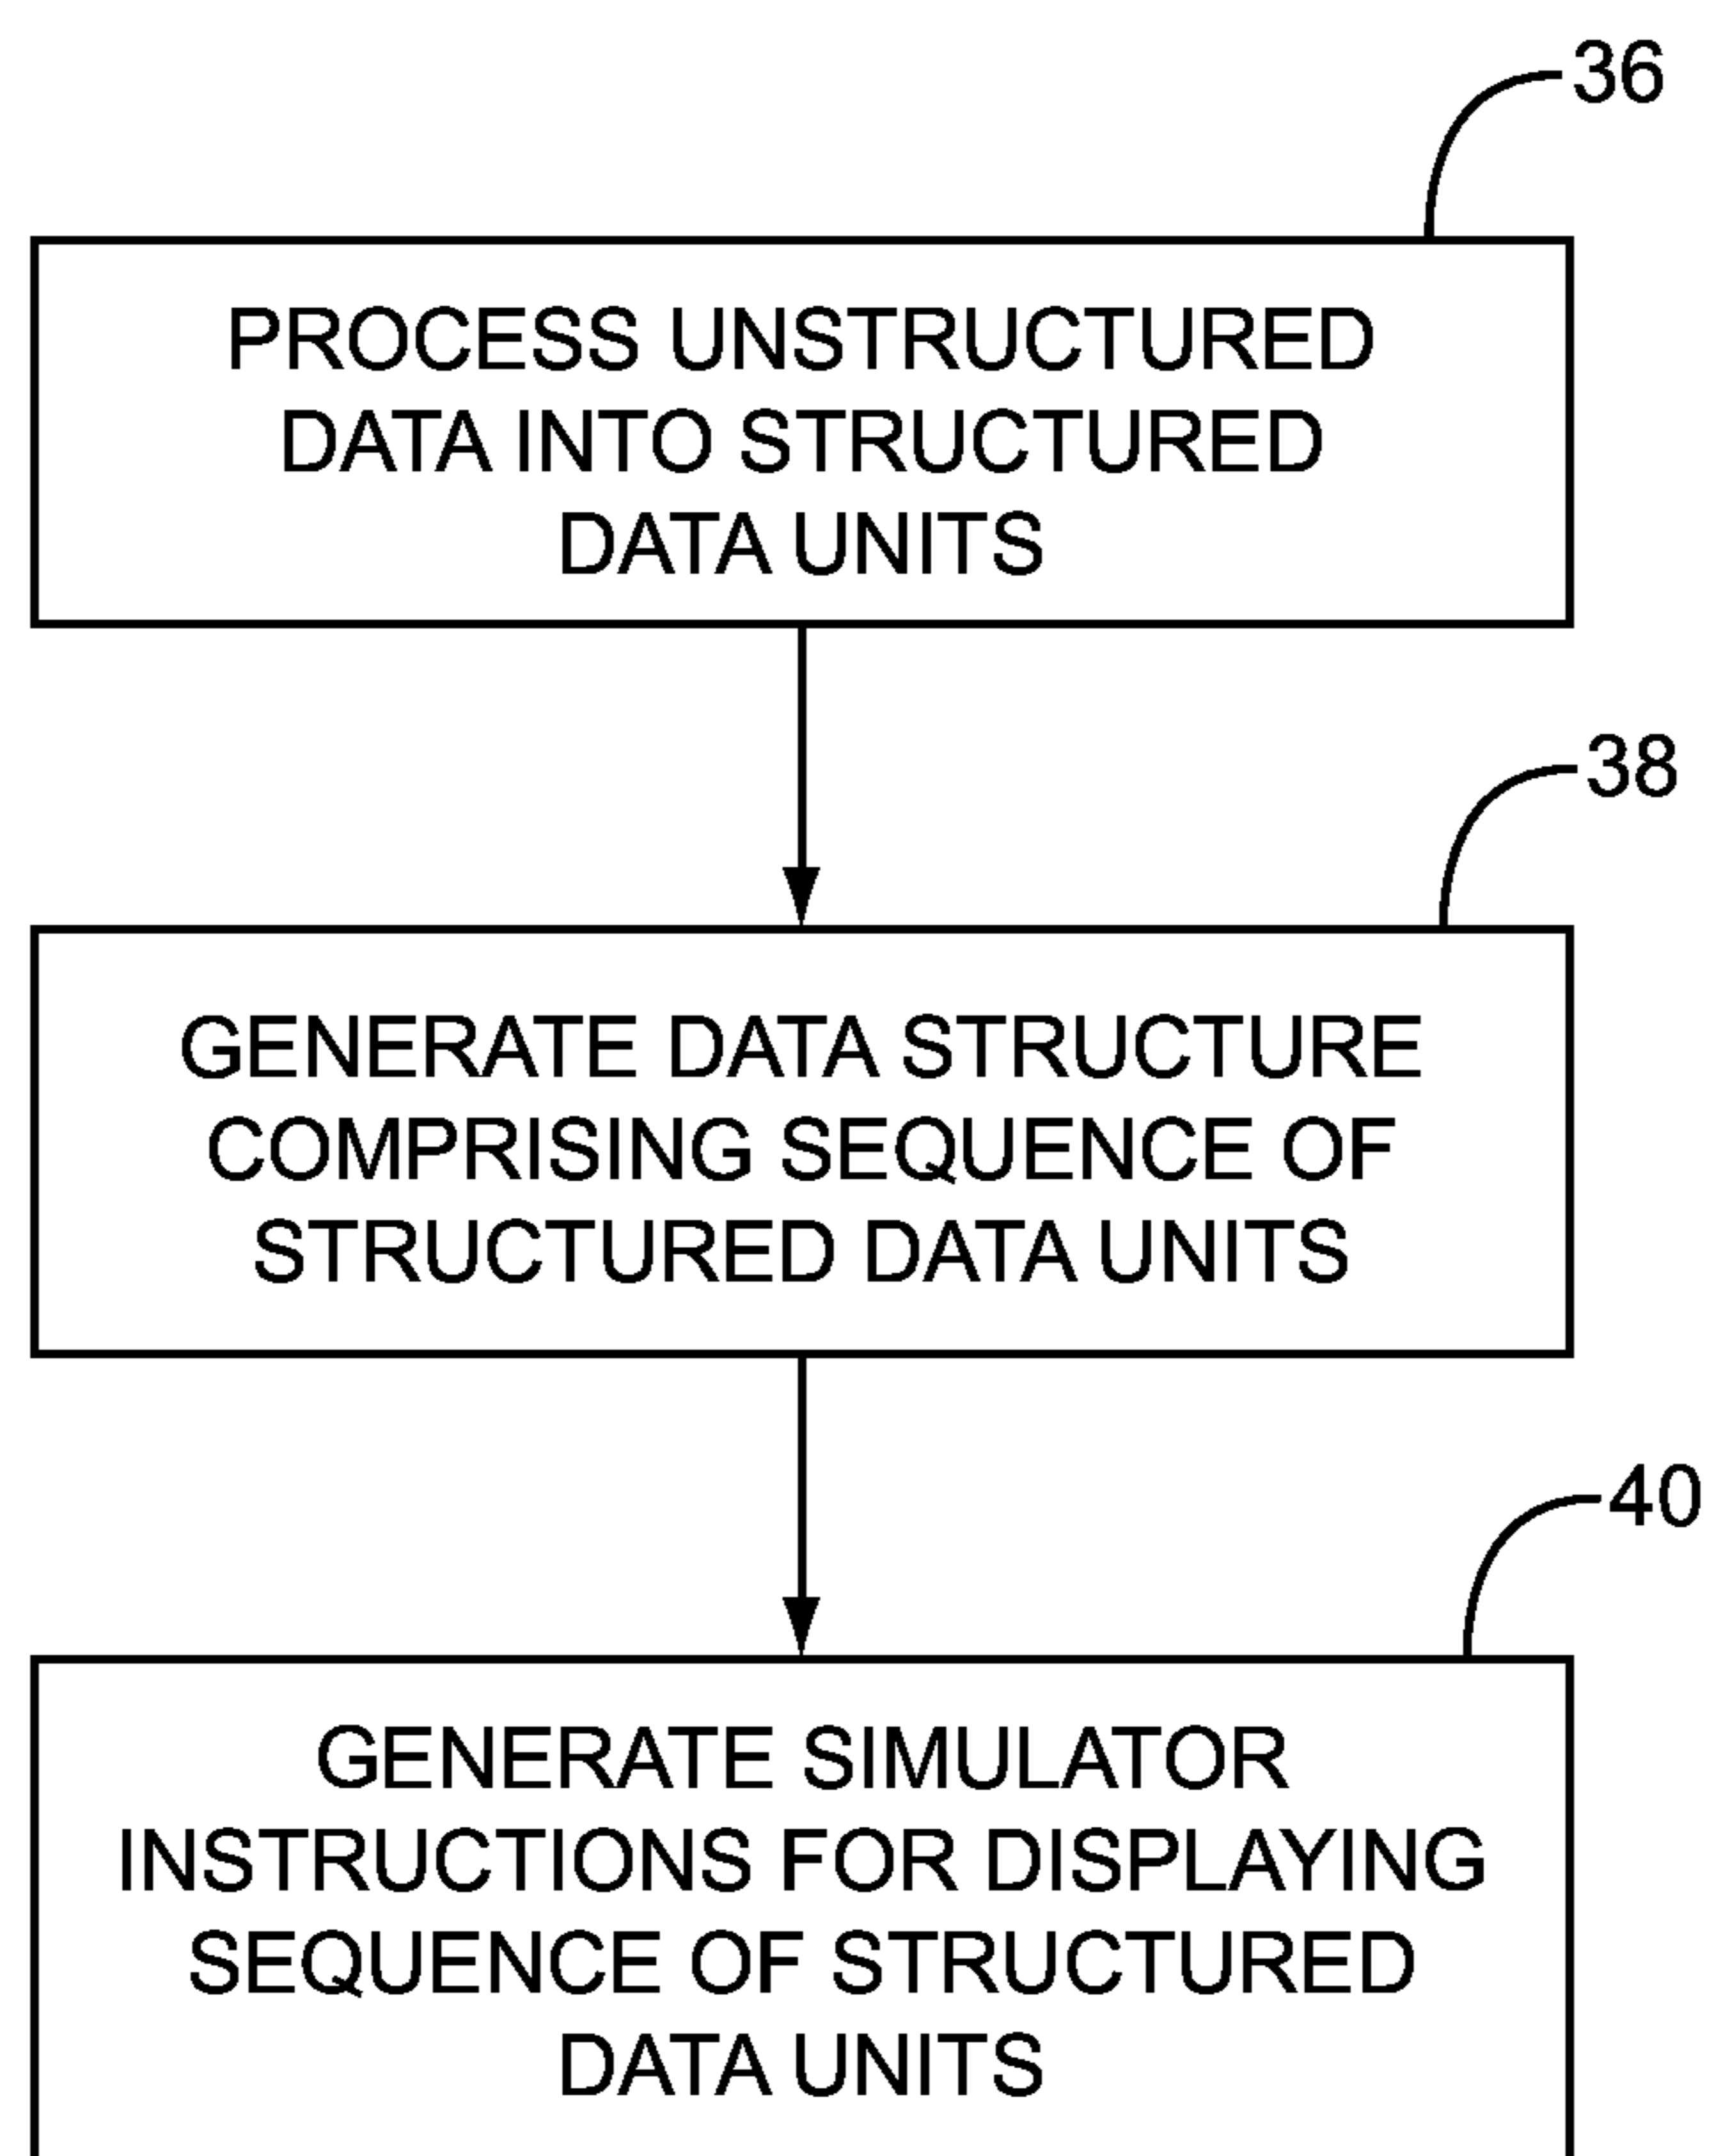 36
PROCESS UNSTRUCTURED
DATA INTO STRUCTURED
DATA UNITS
38
GENERATE DATA STRUCTURE
COMPRISING SEQUENCE OF
STRUCTURED DATA UNITS
40
GENERATE SIMULATOR
INSTRUCTIONS FOR DISPLAYING
SEQUENCE OF STRUCTURED
DATA UNITS